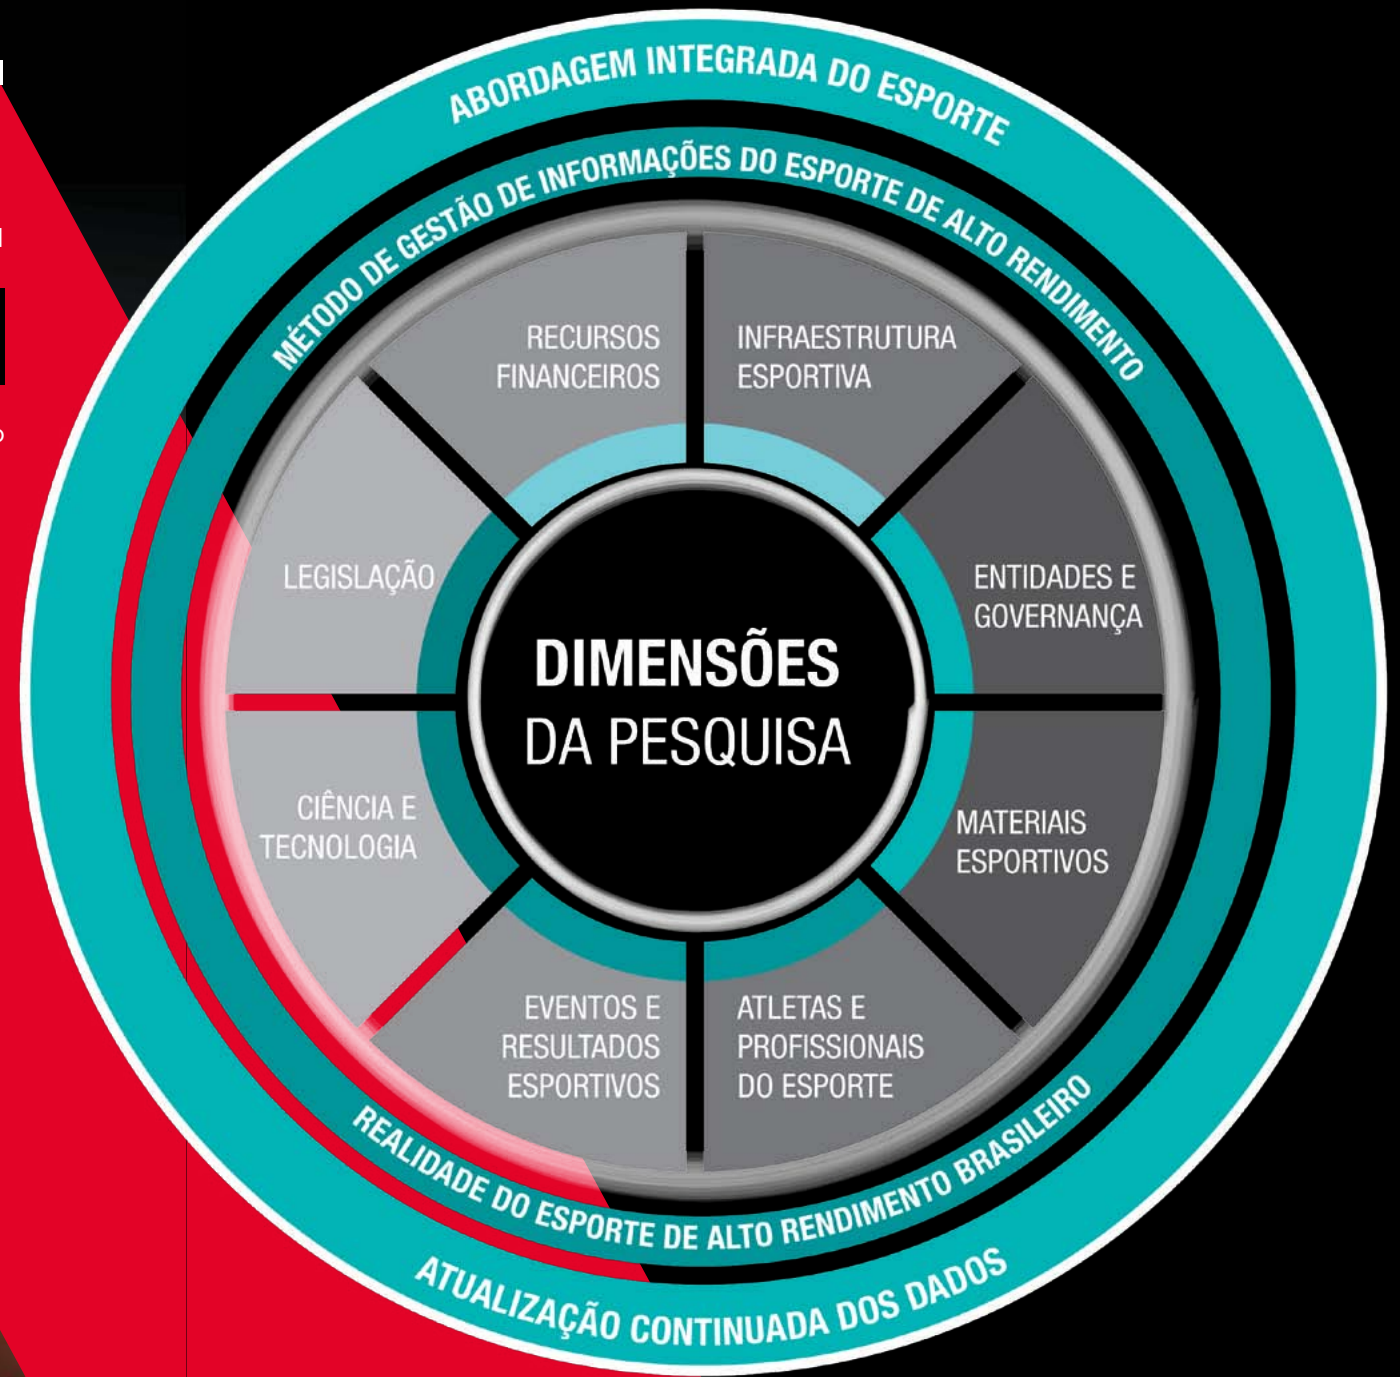 ABORDAGEM INTEGRADA DO ESPORTE
MÉTODO DE GESTÃO DE INFORMAÇÕES DO ESPORTE DE ALTO RENDIMENTO
RECURSOS
FINANCEIROS
INFRAESTRUTURA
ESPORTIVA
LEGISLAÇÃO
ENTIDADES E
GOVERNANÇA
DIMENSÕES
DA PESQUISA
CIÊNCIA E
TECNOLOGIA
MATERIAIS
ESPORTIVOS
EVENTOS E
RESULTADOS
ESPORTIVOS
ATLETAS E
PROFISSIONAIS
DO ESPORTE
REALIDADE DO ESPORTE DE ALTO RENDIMENTO BRASILEIRO
ATUALIZAÇÃO CONTINUADA DOS DADOS